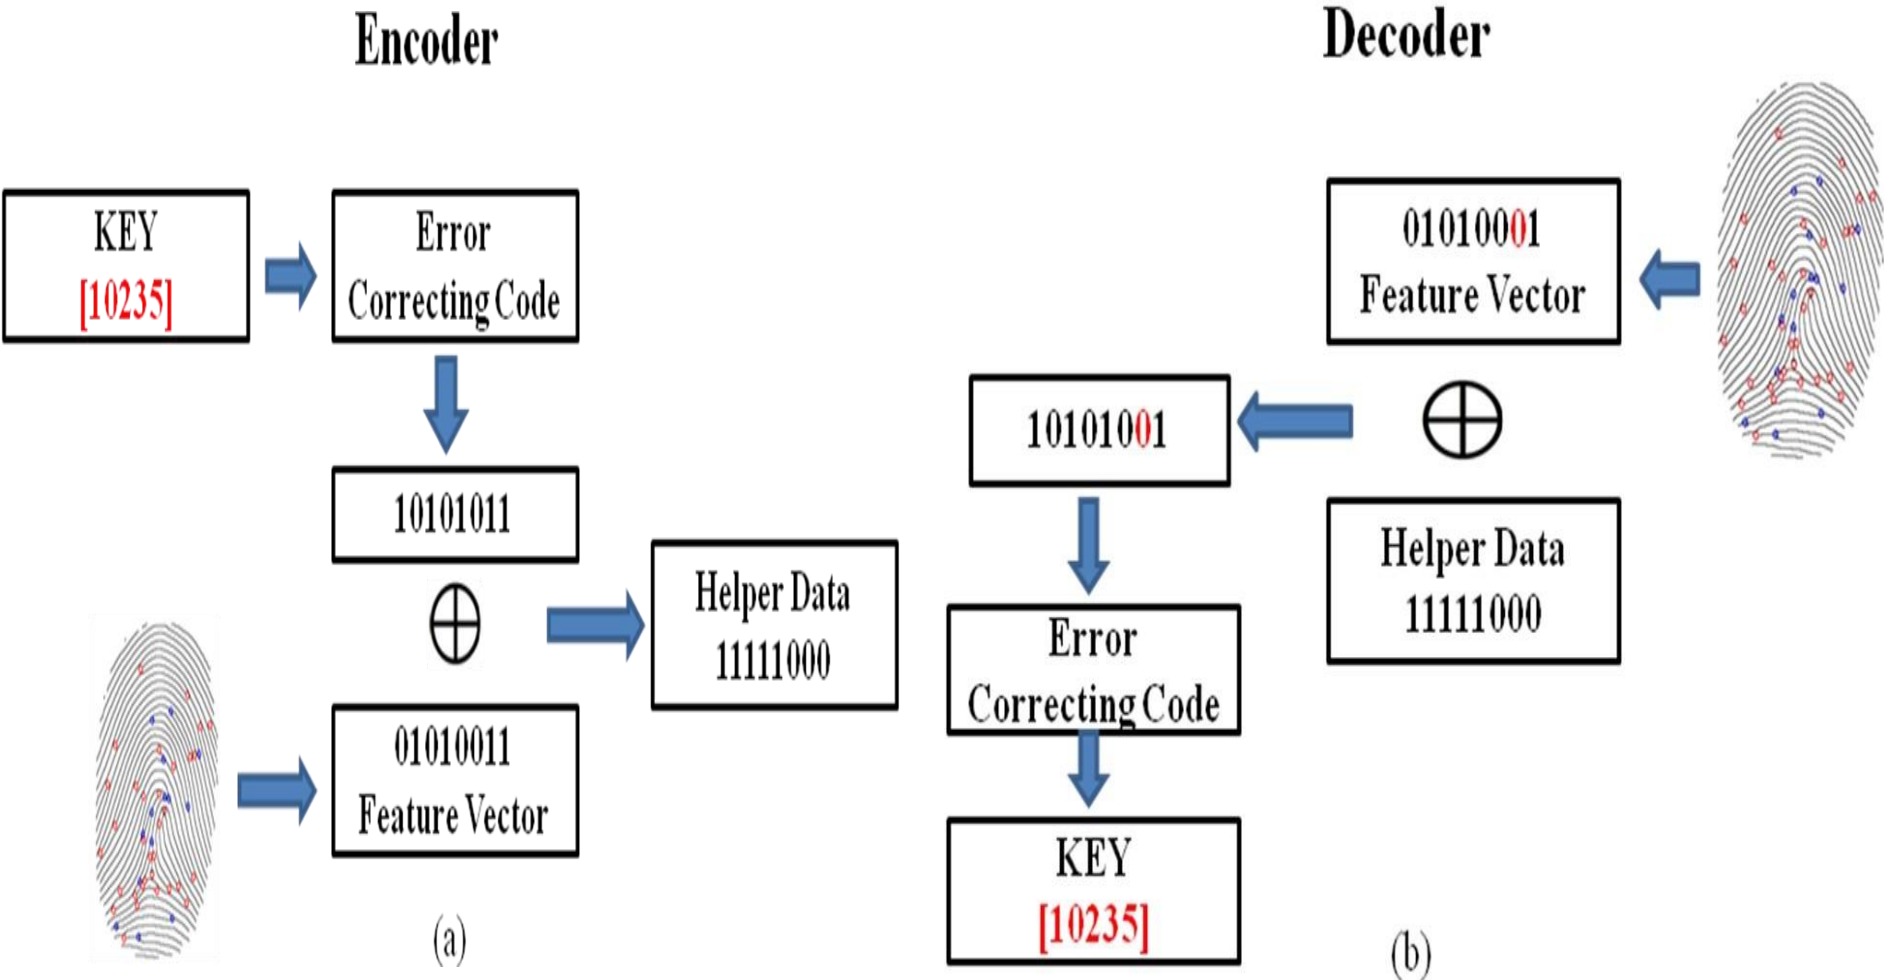 Encoder
KEY
[10235]
Error
Correcting Code
10101011
Helper Data
11111000
01010011
Feature Vector
(a)
Decoder
01010001
Feature Vector
10101001
Helper Data
11111000
Error
Correcting Code
KEY
[10235]
(b)